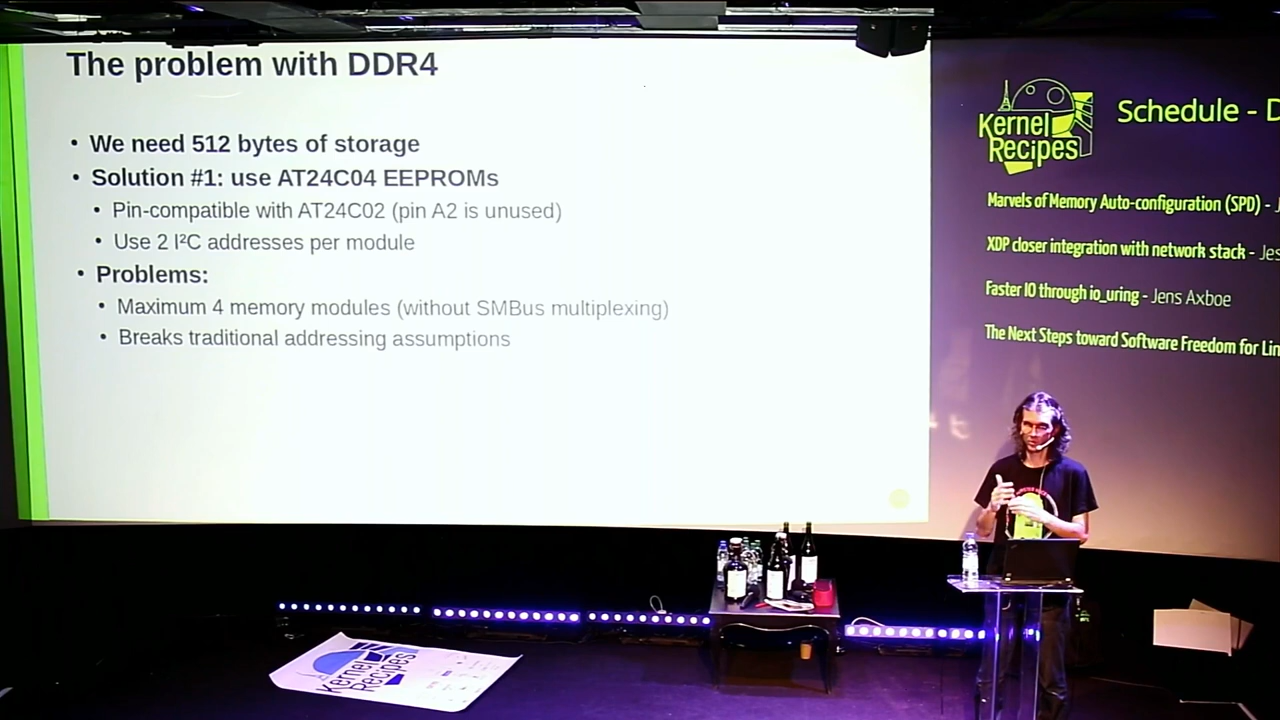 The problem with DDR4
• We need 512 bytes of storage
• Solution #1: use AT24C04 EEPROMs
• Pin-compatible with AT24C02 (pin A2 is unused)
• Use 2 I²C addresses per module
• Problems:
• Maximum 4 memory modules (without SMBus multiplexing)
• Breaks traditional addressing assumptions
Kernel
Recipes
Schedule - D
Marvels of Memory Auto-configuration (SPD) - J
XDP closer integration with network stack - Jes
Faster IO through io_uring - Jens Axboe
The Next Steps toward Software Freedom for Lin
Kernel
Recipes